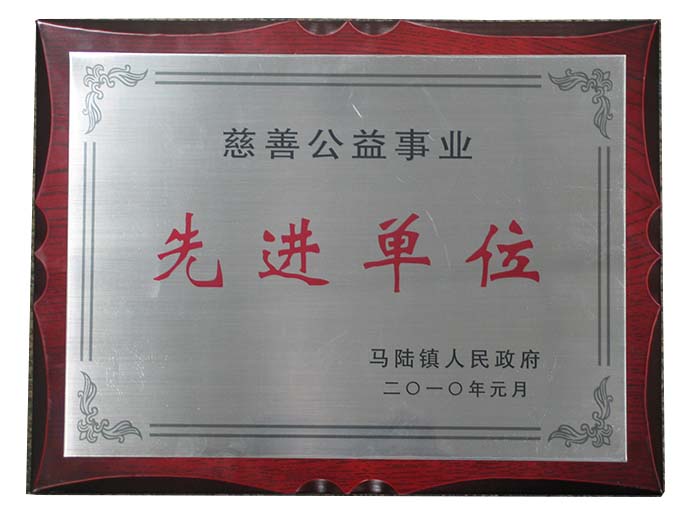 慈善公益事业
先进单位
马陆镇人民政府
二〇一〇年元月